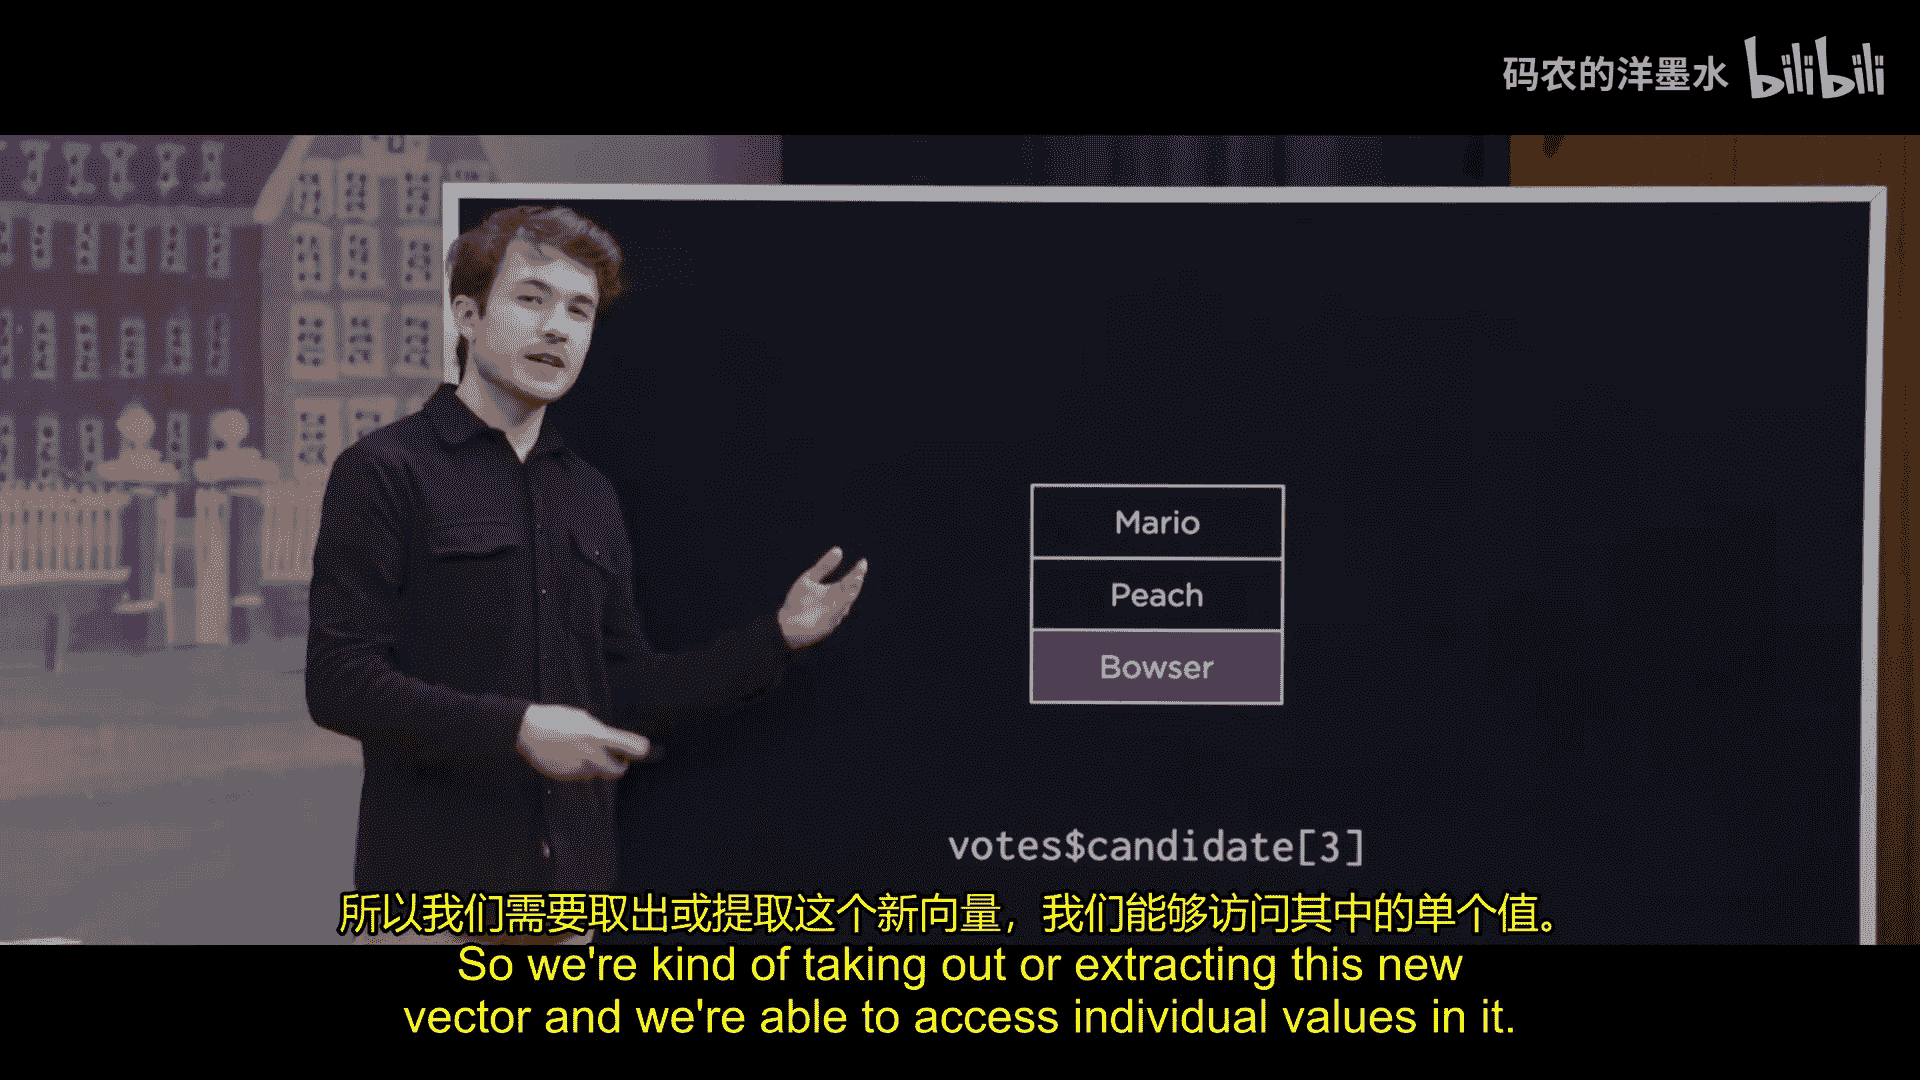 码农的洋墨水 bilibili
Mario
Peach
Bowser
votes$candidate[3]
所以我们需要取出或提取这个新向量，我们能够访问其中的单个值。
So we're kind of taking out or extracting this new
vector and we're able to access individual values in it.